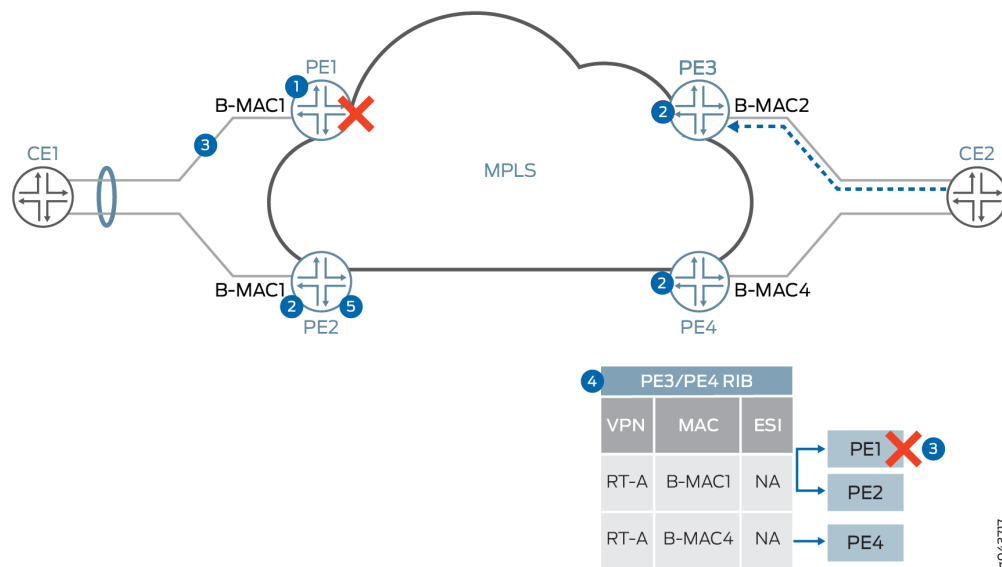 PE1
1
B-MAC1
3
CE1
MPLS
PE3
2
B-MAC2
CE2
B-MAC1
2
5
PE2
2
B-MAC4
PE4
4
PE3/PE4 RIB
VPN MAC ESI
RT-A B-MAC1 NA
PE1
3
PE2
RT-A B-MAC4 NA
PE4
g043717